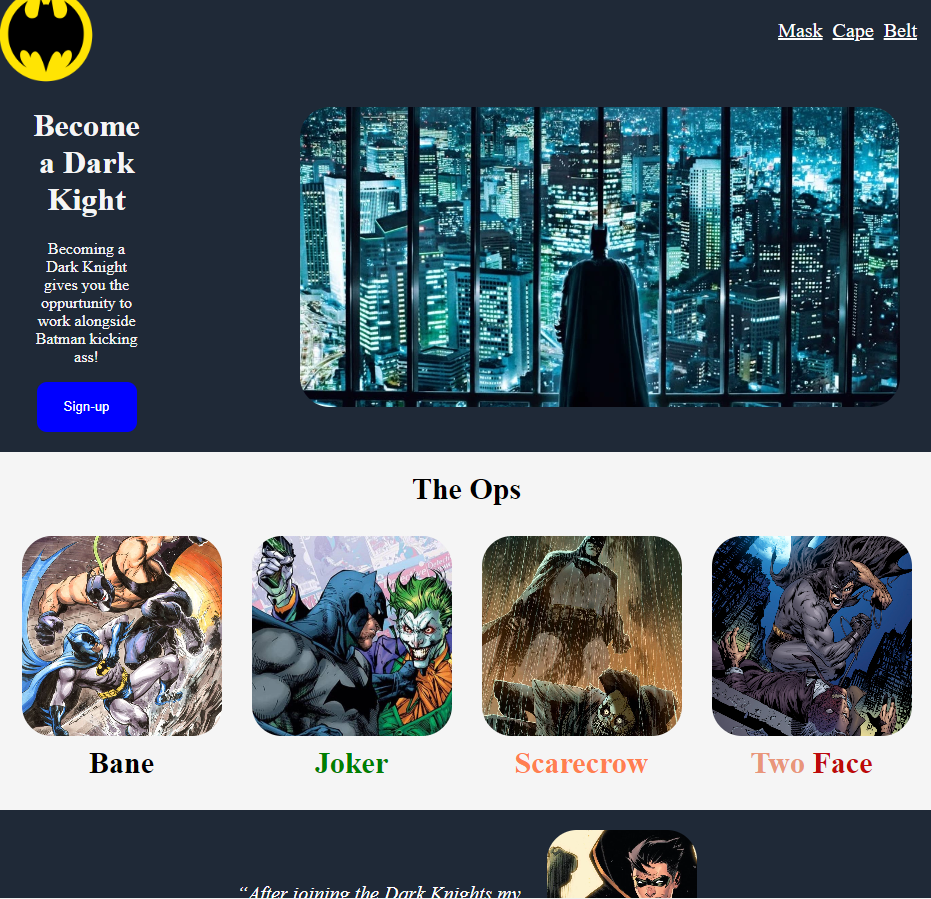 Mask Cape Belt
Become
a Dark
Kight
Becoming a
Dark Knight
gives you the
oppurtunity to
work alongside
Batman kicking
ass!
Sign-up
The Ops
Bane Joker Scarecrow Two Face
“After joining the Dark Knights my